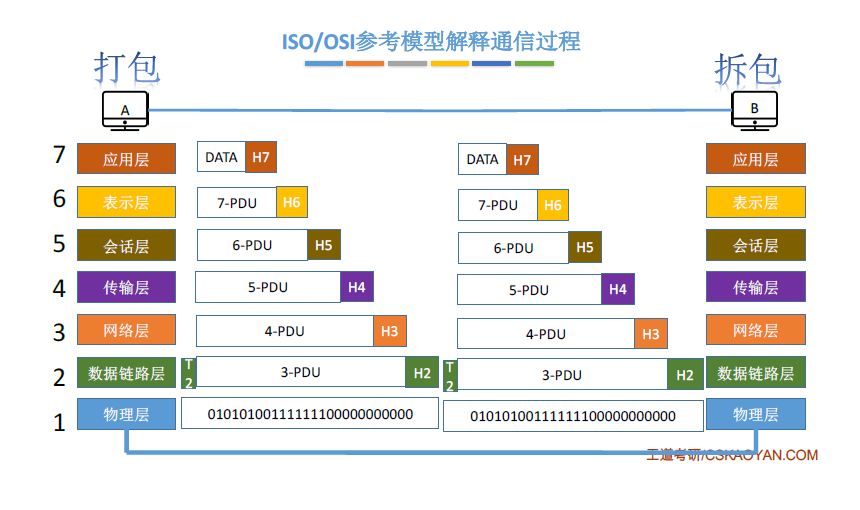 ISO/OSI参考模型解释通信过程
打包
拆包
A
B
7 应用层 DATA H7 DATA H7 应用层
6 表示层 7-PDU H6 7-PDU H6 表示层
5 会话层 6-PDU H5 6-PDU H5 会话层
4 传输层 5-PDU H4 5-PDU H4 传输层
3 网络层 4-PDU H3 4-PDU H3 网络层
2 数据链路层 T2 3-PDU H2 T2 3-PDU H2 数据链路层
1 物理层 01010100111111100000000000 01010100111111100000000000 物理层
王道考研/CSKAOYAN.COM